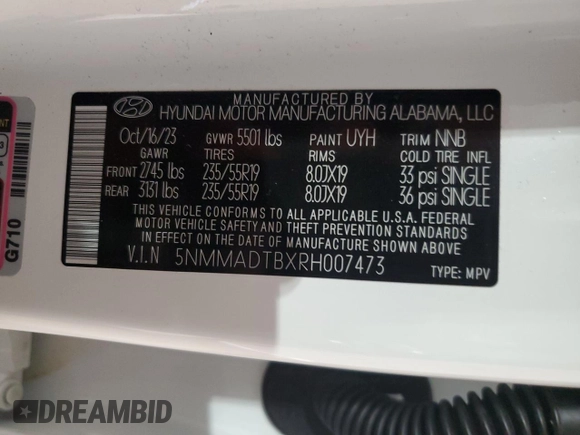 MANUFACTURED BY
HYUNDAI MOTOR MANUFACTURING ALABAMA, LLC
Oct/16/23 GVWR 5501 lbs PAINT UYH TRIM NNB
GAWR TIRES RIMS COLD TIRE INFL
FRONT 2745 lbs 235/55R19 8.0JX19 33 psi SINGLE
REAR 3131 lbs 235/55R19 8.0JX19 36 psi SINGLE
THIS VEHICLE CONFORMS TO ALL APPLICABLE U.S.A. FEDERAL
MOTOR VEHICLE SAFETY AND THEFT PREVENTION STANDARDS
IN EFFECT ON THE DATE OF MANUFACTURE SHOWN ABOVE.
V.I.N 5NMMADTBXRH007473
TYPE: MPV
G710
DREAMBID